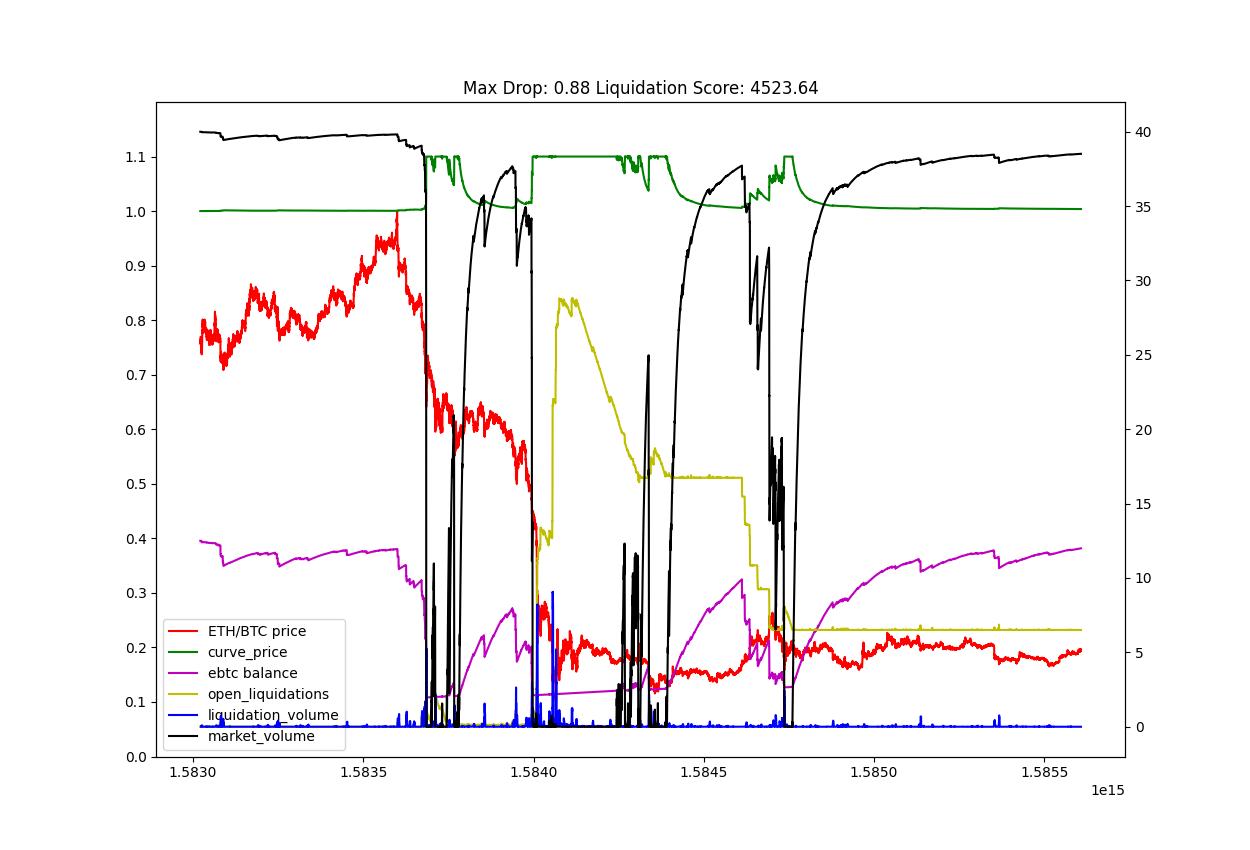 Max Drop: 0.88 Liquidation Score: 4523.64
1.1
1.0
0.9
0.8
0.7
0.6
0.5
0.4
0.3
0.2
0.1
0.0
40
35
30
25
20
15
10
5
0
ETH/BTC price
curve_price
ebtc balance
open_liquidations
liquidation_volume
market_volume
1.5830 1.5835 1.5840 1.5845 1.5850 1.5855
1e15